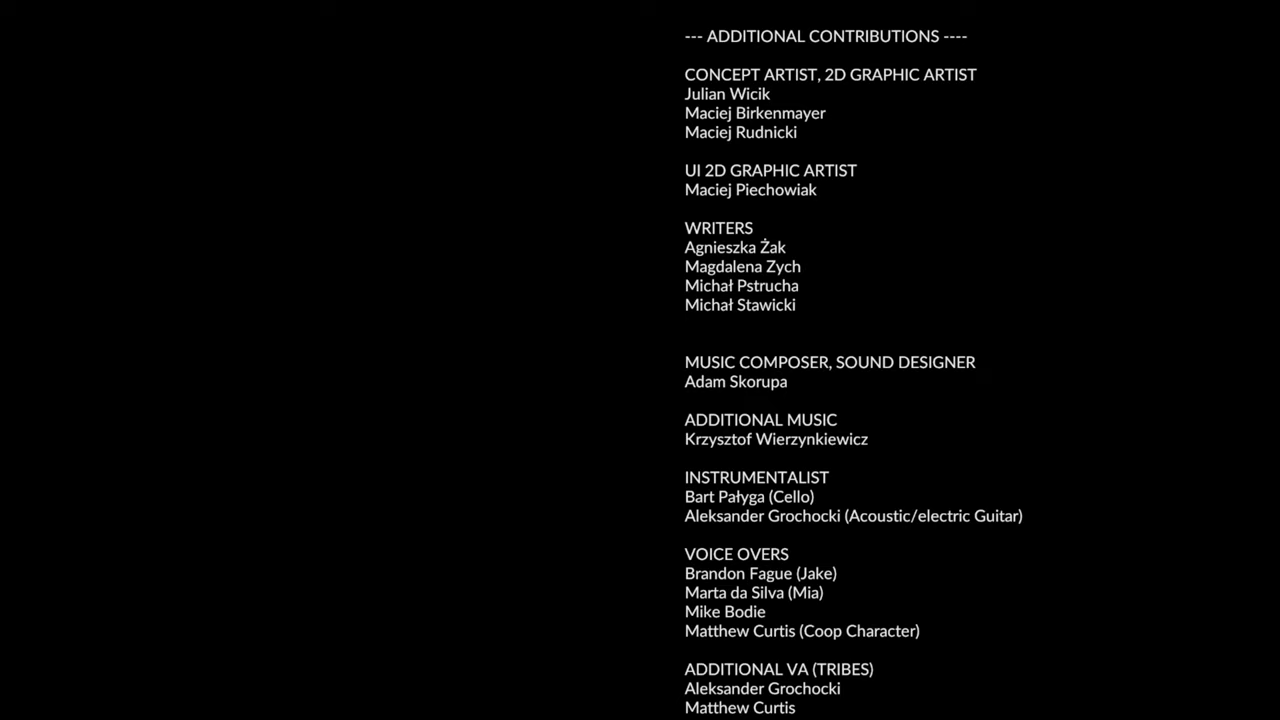 --- ADDITIONAL CONTRIBUTIONS ----
CONCEPT ARTIST, 2D GRAPHIC ARTIST
Julian Wicik
Maciej Birkenmayer
Maciej Rudnicki
UI 2D GRAPHIC ARTIST
Maciej Piechowiak
WRITERS
Agnieszka Żak
Magdalena Zych
Michał Pstrucha
Michał Stawicki
MUSIC COMPOSER, SOUND DESIGNER
Adam Skorupa
ADDITIONAL MUSIC
Krzysztof Wierzynkiewicz
INSTRUMENTALIST
Bart Pałyga (Cello)
Aleksander Grochocki (Acoustic/electric Guitar)
VOICE OVERS
Brandon Fague (Jake)
Marta da Silva (Mia)
Mike Bodie
Matthew Curtis (Coop Character)
ADDITIONAL VA (TRIBES)
Aleksander Grochocki
Matthew Curtis